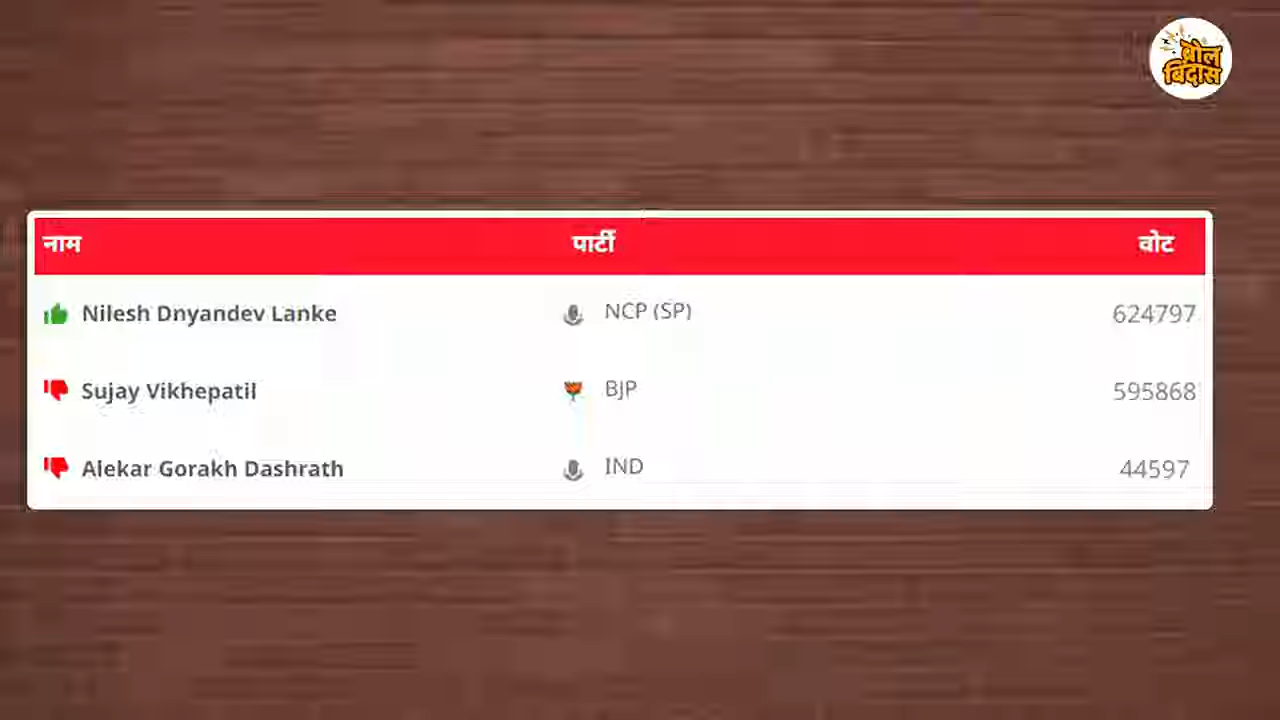 बोल
बिंदास
नाम पार्टी वोट
Nilesh Dnyandev Lanke NCP (SP) 624797
Sujay Vikhepatil BJP 595868
Alekar Gorakh Dashrath IND 44597